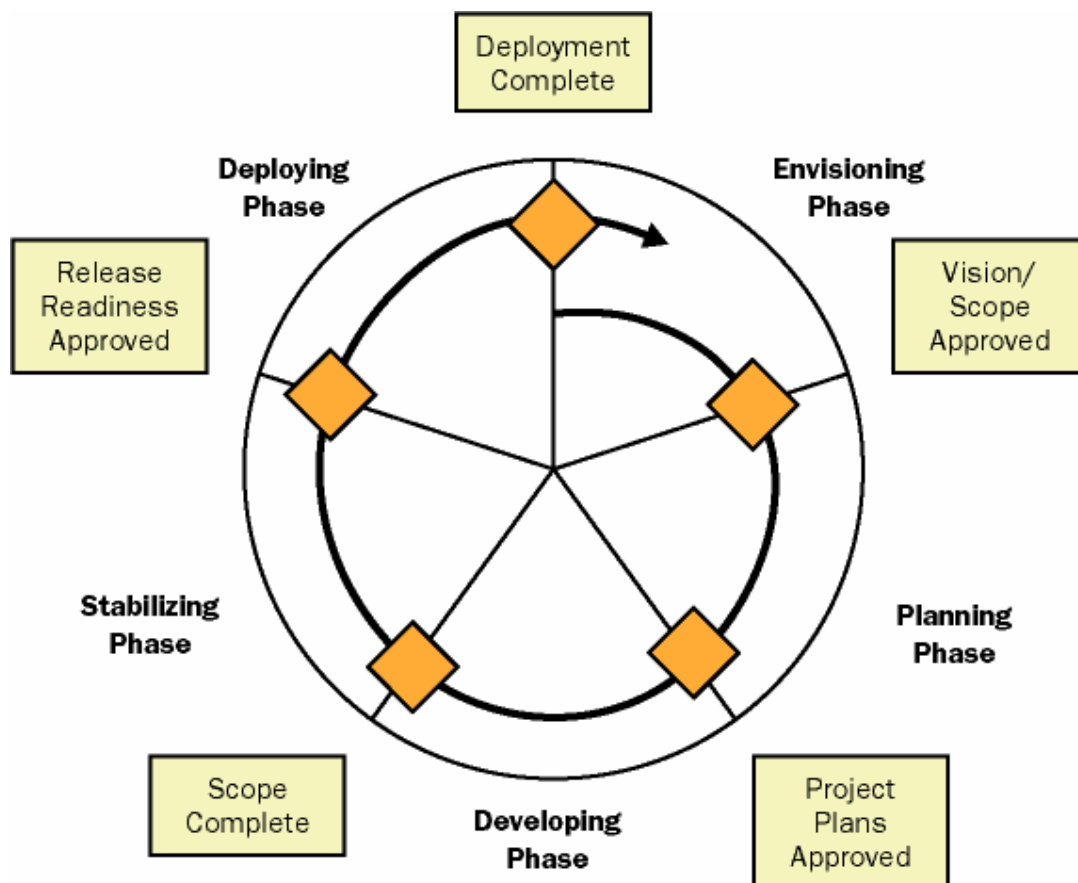 Deployment
Complete
Deploying
Phase
Envisioning
Phase
Release
Readiness
Approved
Vision/
Scope
Approved
Stabilizing
Phase
Planning
Phase
Scope
Complete
Developing
Phase
Project
Plans
Approved